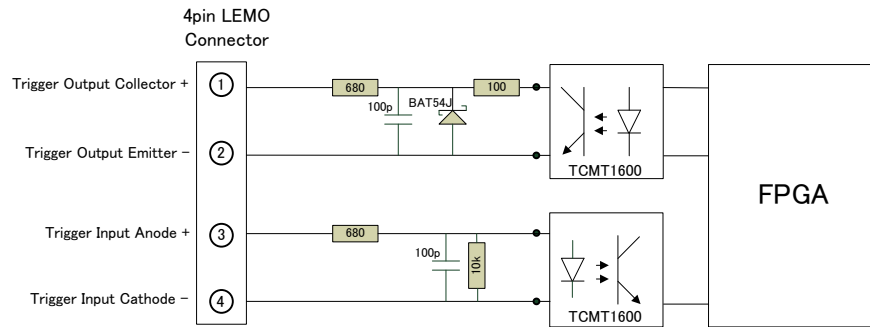 4pin LEMO
Connector
Trigger Output Collector +
1
680
100p
BAT54J
100
Trigger Output Emitter -
2
TCMT1600
FPGA
Trigger Input Anode +
3
680
100p
10k
Trigger Input Cathode -
4
TCMT1600